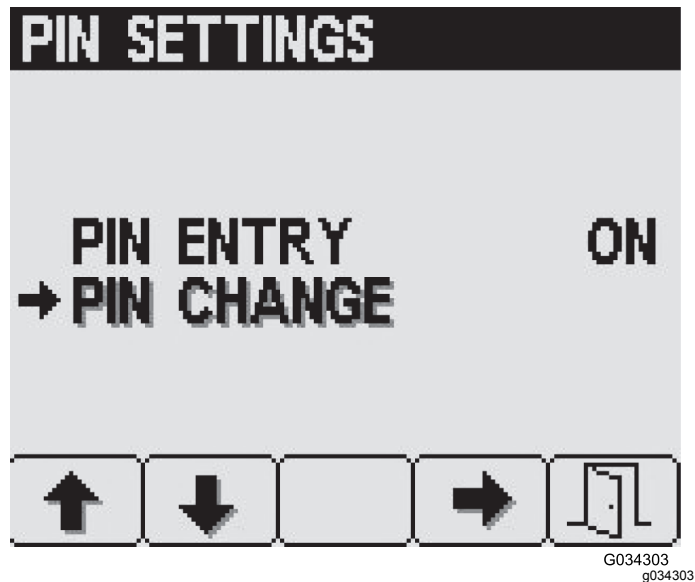 PIN SETTINGS
PIN ENTRY ON
PIN CHANGE
G034303
g034303